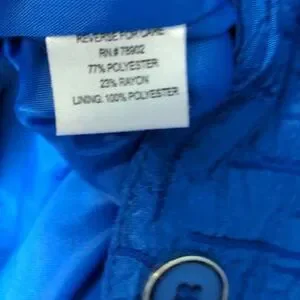 REVERSE FOR CARE
RN.# 78902
77% POLYESTER
23% RAYON
LINING: 100% POLYESTER